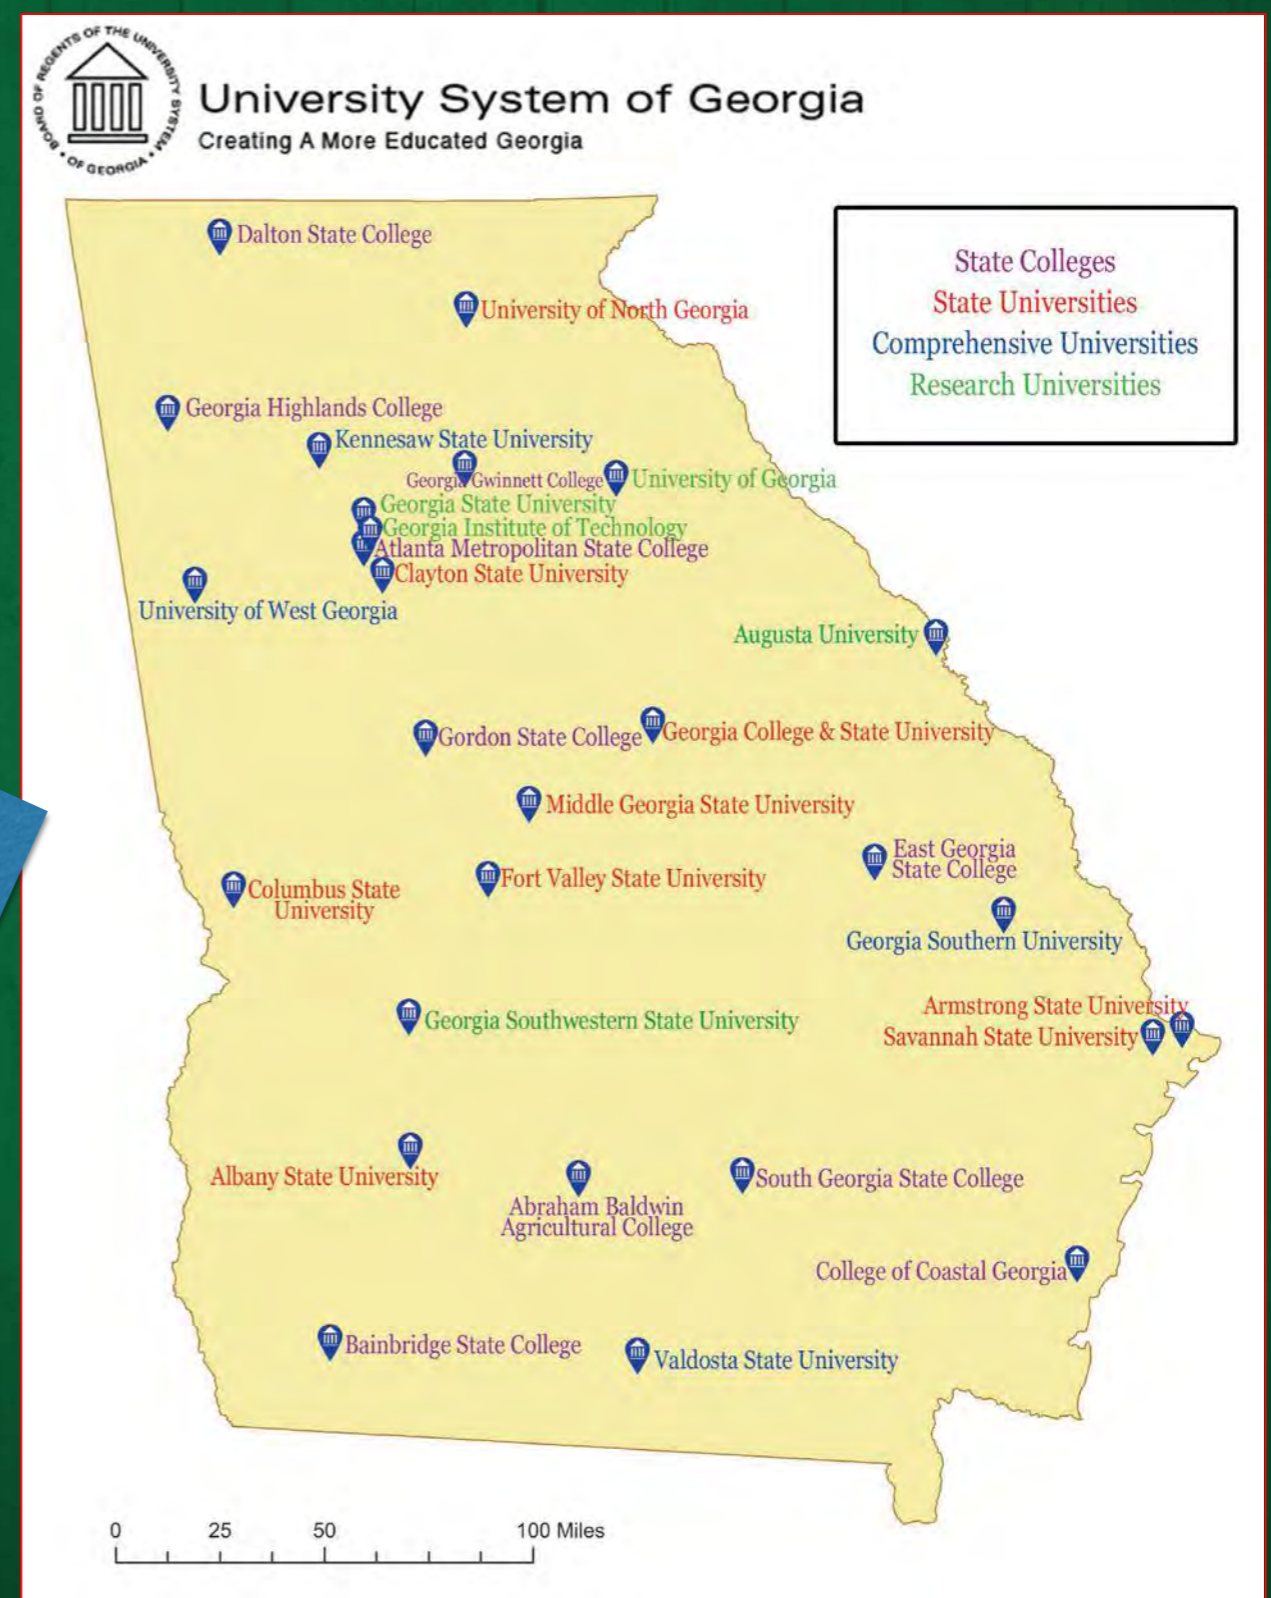 BOARD OF REGENTS OF THE UNIVERSITY SYSTEM
• OF GEORGIA •
University System of Georgia
Creating A More Educated Georgia
State Colleges
State Universities
Comprehensive Universities
Research Universities
Dalton State College
University of North Georgia
Georgia Highlands College
Kennesaw State University
Georgia Gwinnett College
University of Georgia
Georgia State University
Georgia Institute of Technology
Atlanta Metropolitan State College
Clayton State University
University of West Georgia
Augusta University
Gordon State College
Georgia College & State University
Middle Georgia State University
East Georgia
State College
Fort Valley State University
Columbus State
University
Georgia Southern University
Armstrong State University
Georgia Southwestern State University
Savannah State University
Albany State University
South Georgia State College
Abraham Baldwin
Agricultural College
College of Coastal Georgia
Bainbridge State College
Valdosta State University
0 25 50 100 Miles